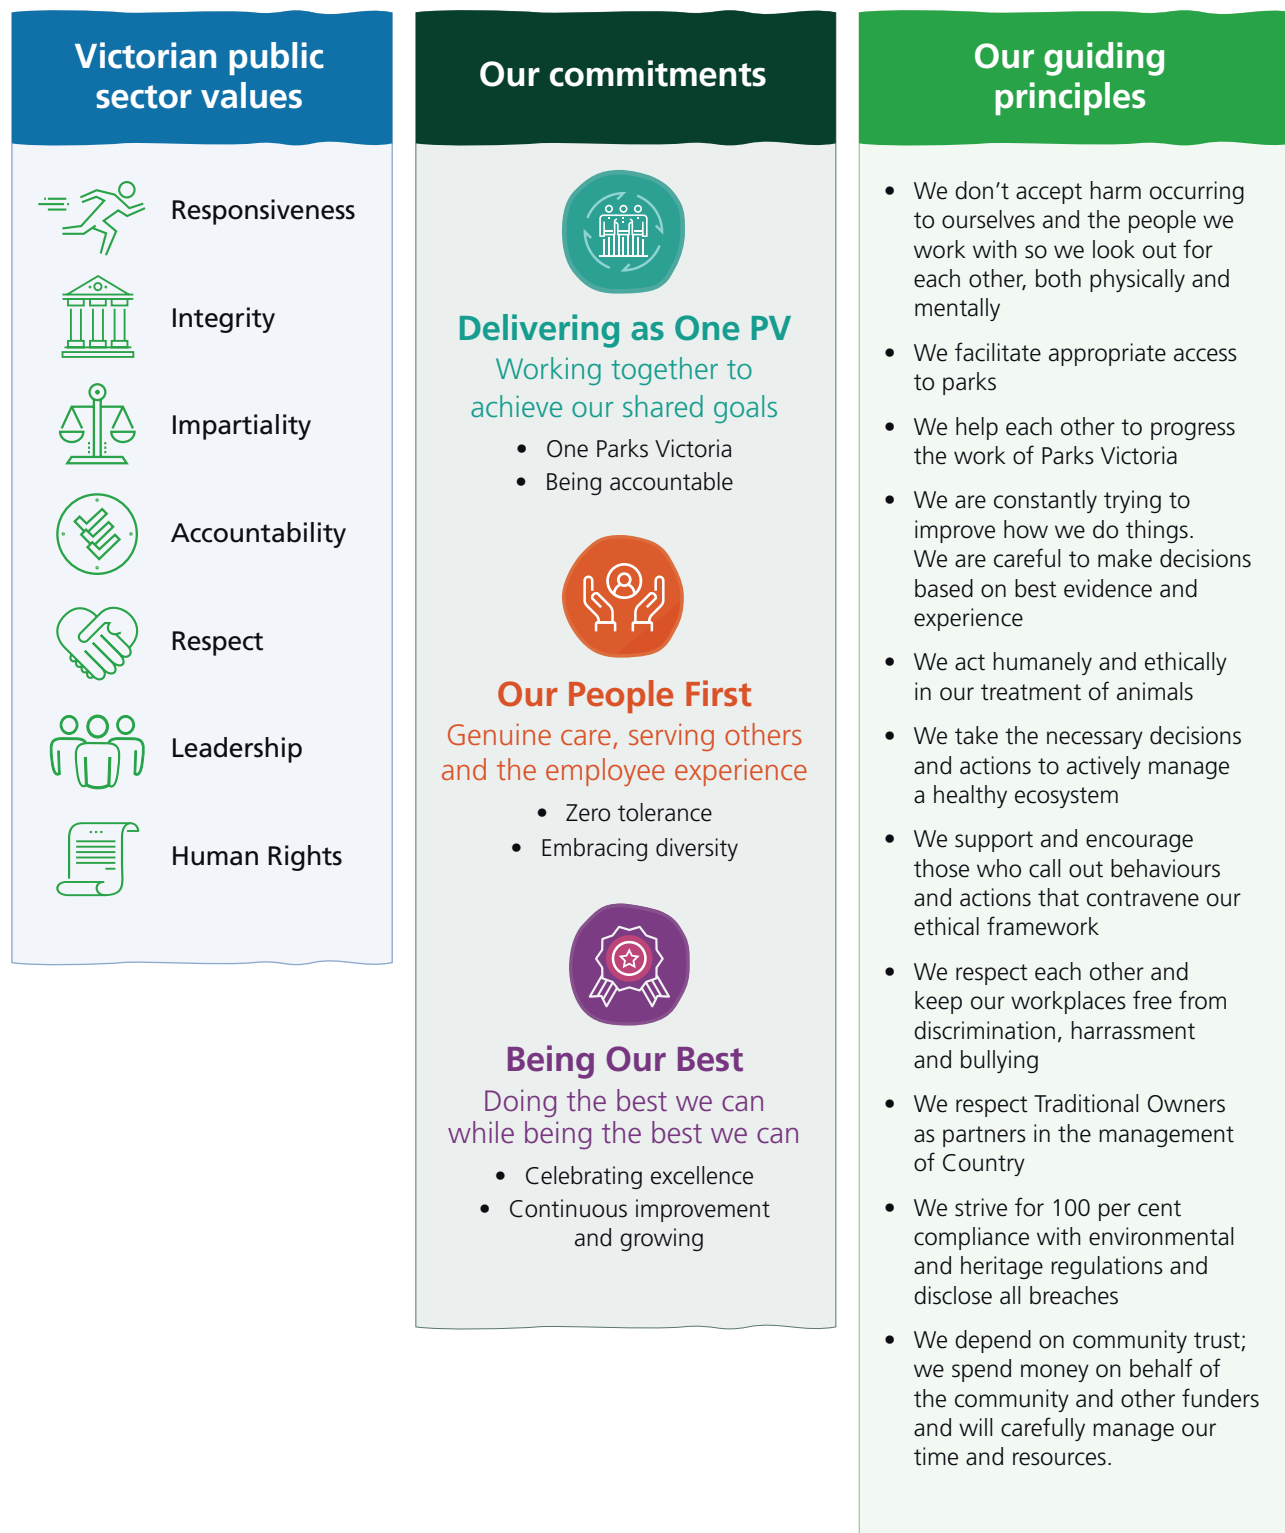 Victorian public
sector values
Responsiveness
Integrity
Impartiality
Accountability
Respect
Leadership
Human Rights
Our commitments
Delivering as One PV
Working together to
achieve our shared goals
• One Parks Victoria
• Being accountable
Our People First
Genuine care, serving others
and the employee experience
• Zero tolerance
• Embracing diversity
Being Our Best
Doing the best we can
while being the best we can
• Celebrating excellence
• Continuous improvement
and growing
Our guiding
principles
• We don’t accept harm occurring
to ourselves and the people we
work with so we look out for
each other, both physically and
mentally
• We facilitate appropriate access
to parks
• We help each other to progress
the work of Parks Victoria
• We are constantly trying to
improve how we do things.
We are careful to make decisions
based on best evidence and
experience
• We act humanely and ethically
in our treatment of animals
• We take the necessary decisions
and actions to actively manage
a healthy ecosystem
• We support and encourage
those who call out behaviours
and actions that contravene our
ethical framework
• We respect each other and
keep our workplaces free from
discrimination, harrassment
and bullying
• We respect Traditional Owners
as partners in the management
of Country
• We strive for 100 per cent
compliance with environmental
and heritage regulations and
disclose all breaches
• We depend on community trust;
we spend money on behalf of
the community and other funders
and will carefully manage our
time and resources.